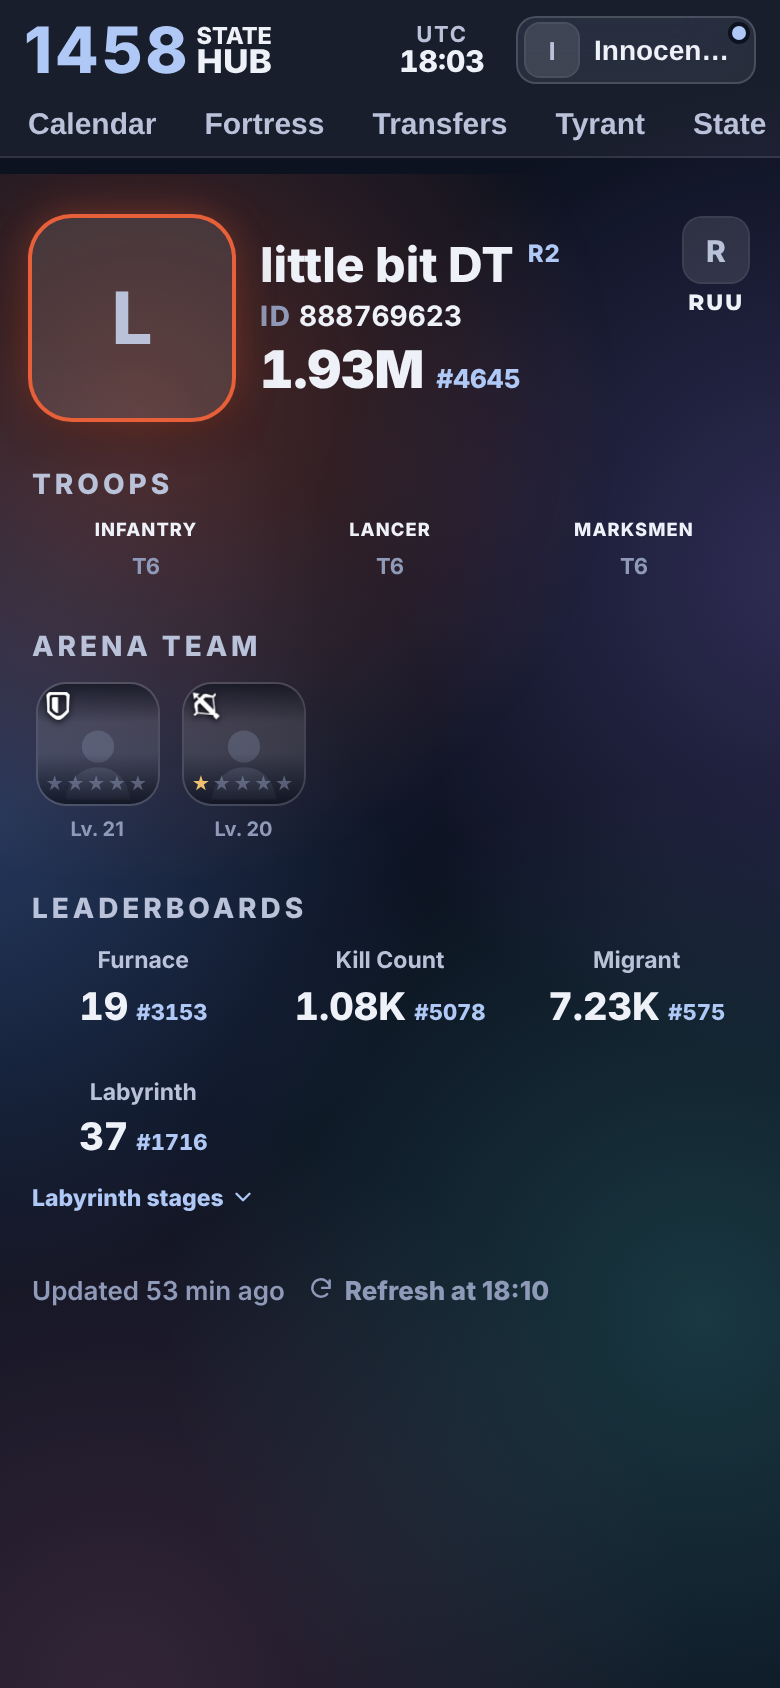 1458 STATE HUB
UTC
18:03
I
Innocen...
Calendar Fortress Transfers Tyrant State
L
little bit DT R2
ID 888769623
1.93M #4645
R
RUU
TROOPS
INFANTRY LANCER MARKSMEN
T6 T6 T6
ARENA TEAM
Lv. 21 Lv. 20
LEADERBOARDS
Furnace Kill Count Migrant
19 #3153 1.08K #5078 7.23K #575
Labyrinth
37 #1716
Labyrinth stages
Updated 53 min ago Refresh at 18:10